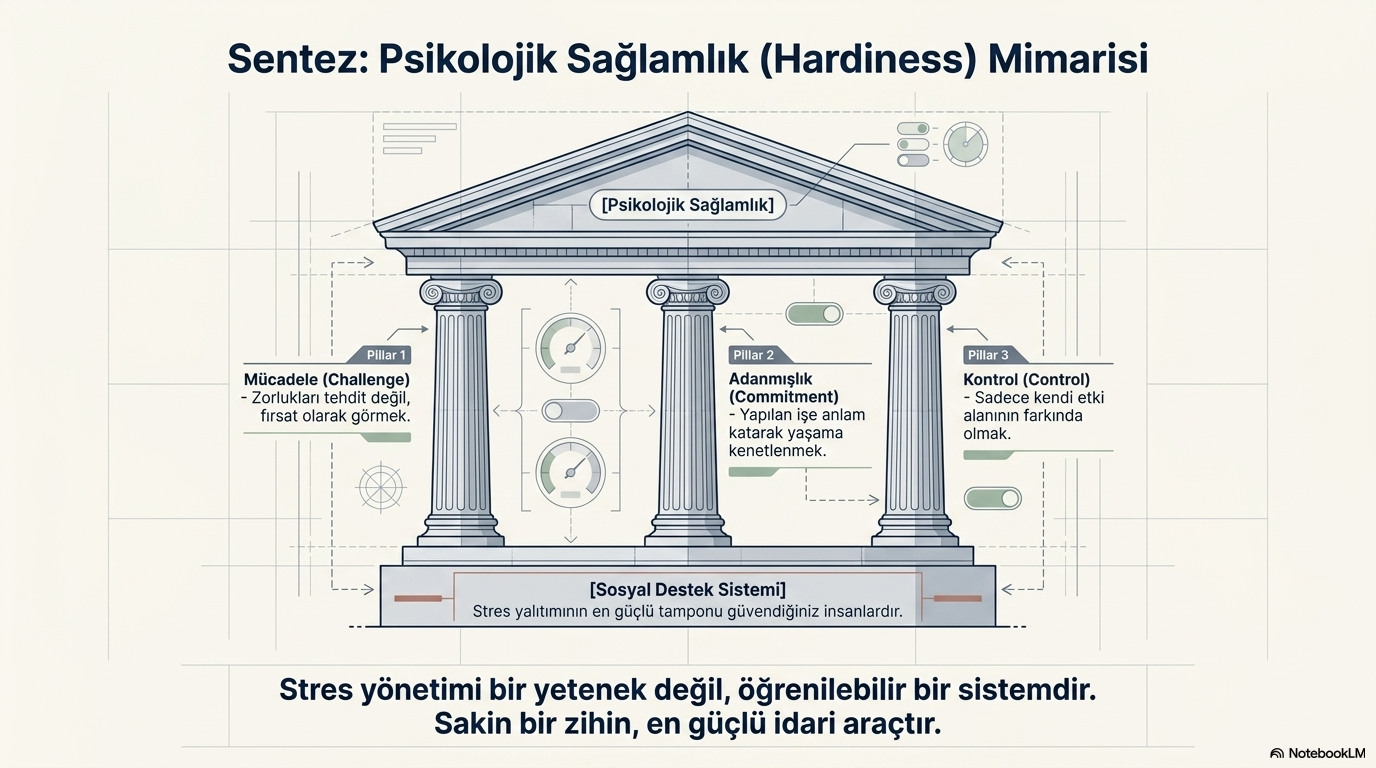 Sentez: Psikolojik Sağlamlık (Hardiness) Mimarisi
[Psikolojik Sağlamlık]
Pillar 1
Mücadele (Challenge)
- Zorlukları tehdit değil,
fırsat olarak görmek.
Pillar 2
Adanmışlık
(Commitment)
- Yapılan işe anlam
katarak yaşama
kenetlenmek.
Pillar 3
Kontrol (Control)
- Sadece kendi etki
alanının farkında
olmak.
[Sosyal Destek Sistemi]
Stres yalıtımının en güçlü tamponu güvendiğiniz insanlardır.
Stres yönetimi bir yetenek değil, öğrenilebilir bir sistemdir.
Sakin bir zihin, en güçlü idari araçtır.
NotebookLM